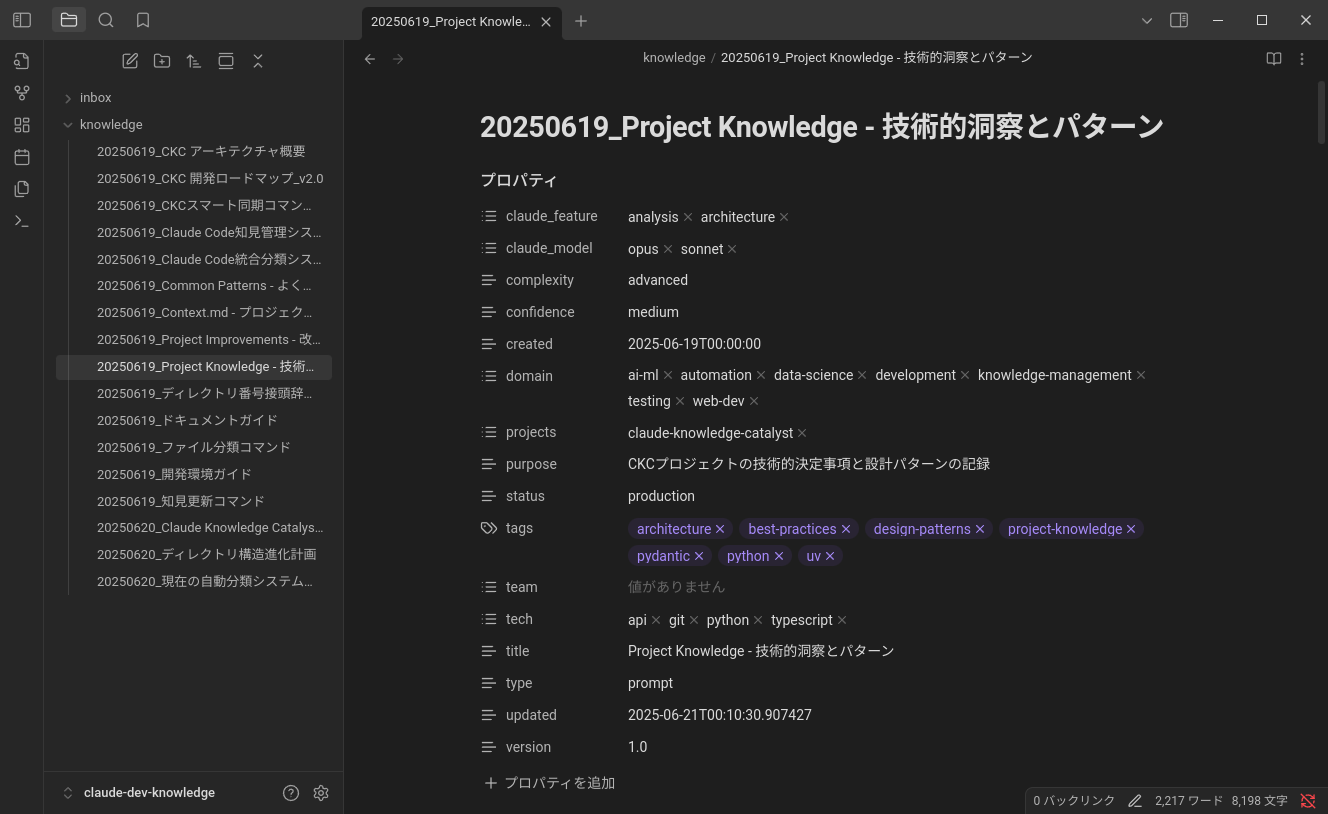 20250619_Project Knowle...
knowledge / 20250619_Project Knowledge - 技術的洞察とパターン
inbox
knowledge
20250619_CKC アーキテクチャ概要
20250619_CKC 開発ロードマップ_v2.0
20250619_CKCスマート同期コマン...
20250619_Claude Code知見管理シス...
20250619_Claude Code統合分類シス...
20250619_Common Patterns - よく...
20250619_Context.md - プロジェク...
20250619_Project Improvements - 改...
20250619_Project Knowledge - 技術...
20250619_ディレクトリ番号接頭辞...
20250619_ドキュメントガイド
20250619_ファイル分類コマンド
20250619_開発環境ガイド
20250619_知見更新コマンド
20250620_Claude Knowledge Catalys...
20250620_ディレクトリ構造進化計画
20250620_現在の自動分類システム...
claude-dev-knowledge
20250619_Project Knowledge - 技術的洞察とパターン
プロパティ
claude_feature analysis architecture
claude_model opus sonnet
complexity advanced
confidence medium
created 2025-06-19T00:00:00
domain ai-ml automation data-science development knowledge-management
testing web-dev
projects claude-knowledge-catalyst
purpose CKCプロジェクトの技術的決定事項と設計パターンの記録
status production
tags architecture best-practices design-patterns project-knowledge
pydantic python uv
team 値がありません
tech api git python typescript
title Project Knowledge - 技術的洞察とパターン
type prompt
updated 2025-06-21T00:10:30.907427
version 1.0
プロパティを追加
0 バックリンク 2,217 ワード 8,198 文字